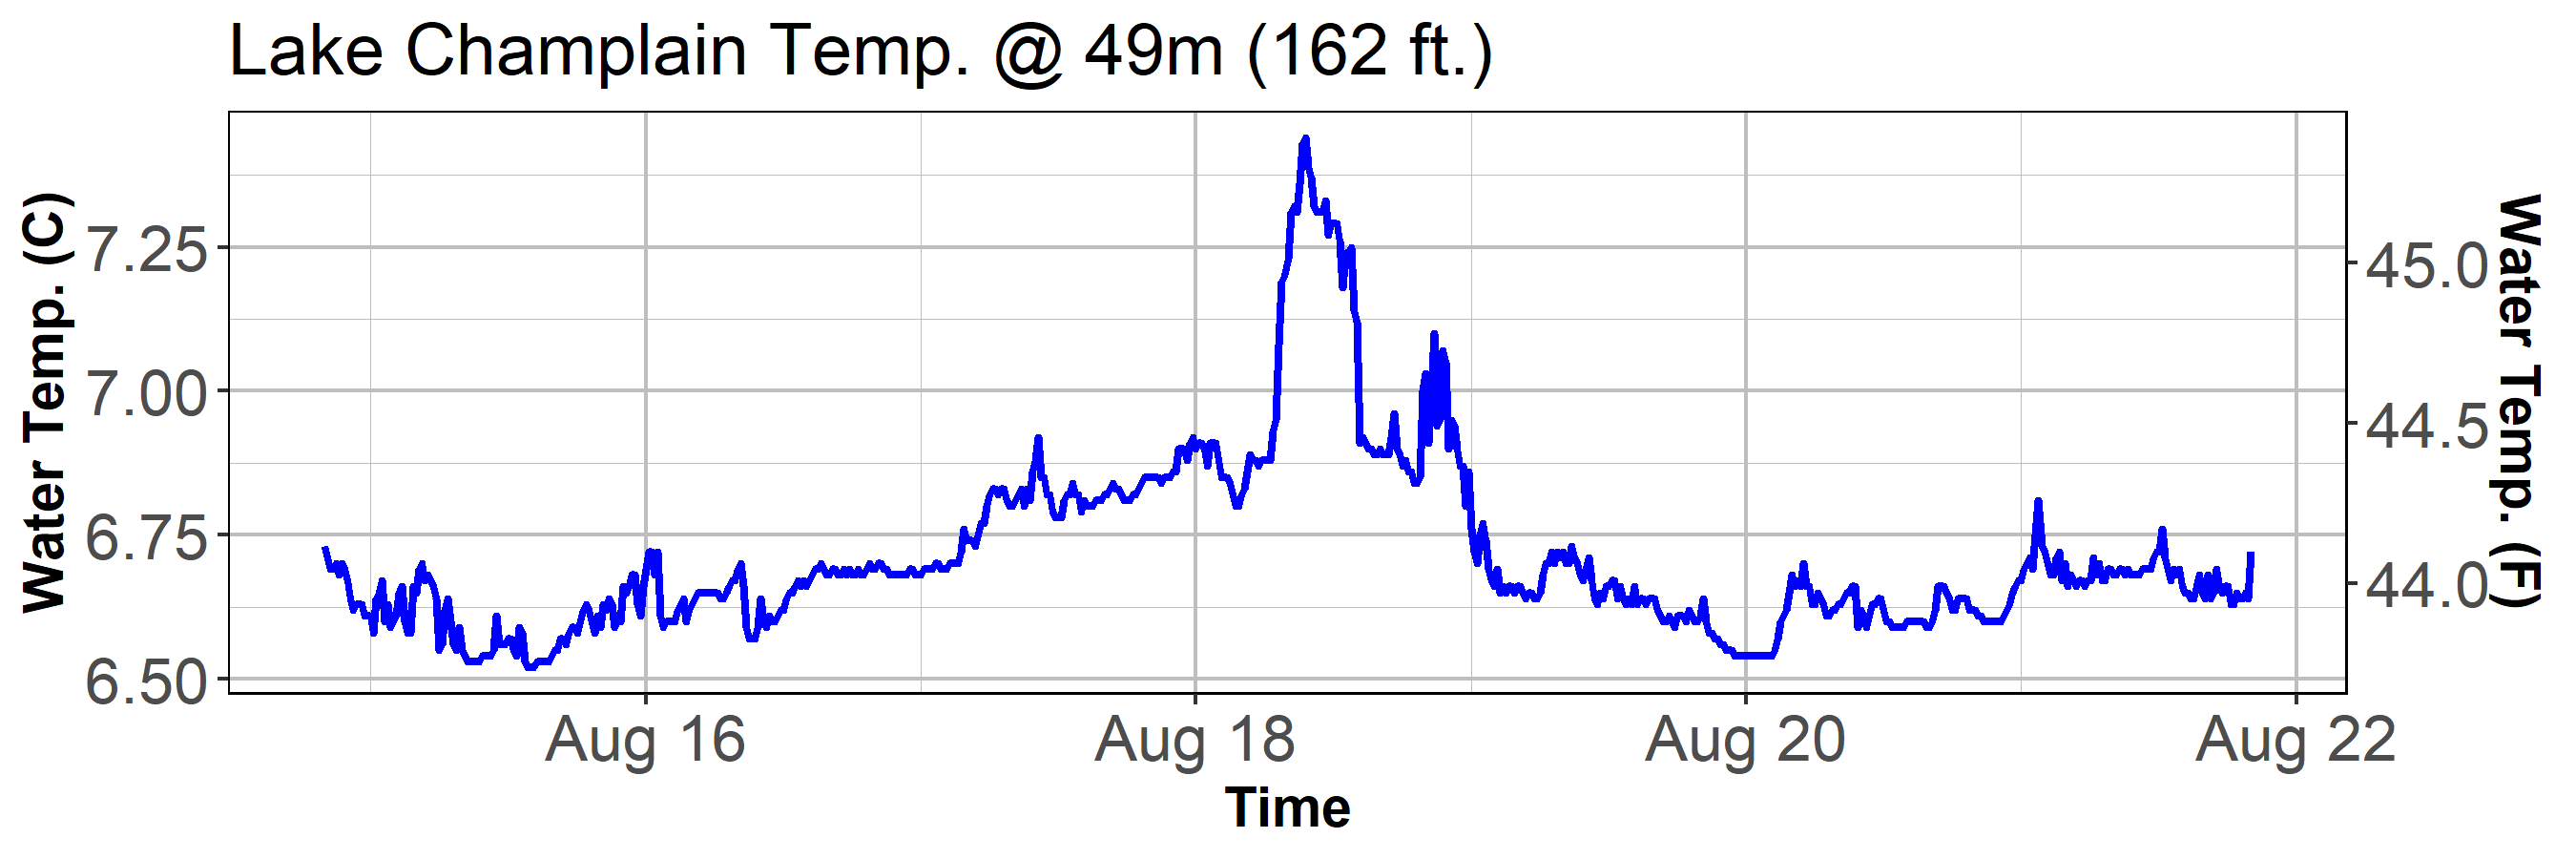 Lake Champlain Temp. @ 49m (162 ft.)
Water Temp. (C)
7.25
7.00
6.75
6.50
45.0
44.5
44.0
Water Temp. (F)
Aug 16 Aug 18 Aug 20 Aug 22
Time